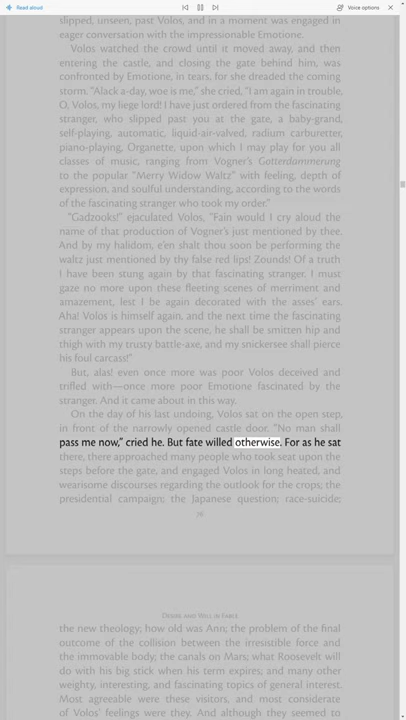 Read aloud
Voice options
slipped, unseen, past Volos, and in a moment was engaged in
eager conversation with the impressionable Emotione.
Volos watched the crowd until it moved away, and then
entering the castle, and closing the gate behind him, was
confronted by Emotione, in tears, for she dreaded the coming
storm. "Alack a-day, woe is me," she cried, "I am again in trouble,
O, Volos, my liege lord! I have just ordered from the fascinating
stranger, who slipped past you at the gate, a baby-grand,
self-playing, automatic, liquid-air-valved, radium carburetter,
piano-playing, Organette, upon which I may play for you all
classes of music, ranging from Vogner's Gotterdammerung
to the popular "Merry Widow Waltz" with feeling, depth of
expression, and soulful understanding, according to the words
of the fascinating stranger who took my order."
"Gadzooks!" ejaculated Volos, "Fain would I cry aloud the
name of that production of Vogner's just mentioned by thee.
And by my halidom, e'en shalt thou soon be performing the
waltz just mentioned by thy false red lips! Zounds! Of a truth
I have been stung again by that fascinating stranger. I must
gaze no more upon these fleeting scenes of merriment and
amazement, lest I be again decorated with the asses' ears.
Aha! Volos is himself again, and the next time the fascinating
stranger appears upon the scene, he shall be smitten hip and
thigh with my trusty battle-axe, and my snickersee shall pierce
his foul carcass!"
But, alas! even once more was poor Volos deceived and
trifled with—once more poor Emotione fascinated by the
stranger. And it came about in this way.
On the day of his last undoing, Volos sat on the open step,
in front of the narrowly opened castle door. "No man shall
pass me now," cried he. But fate willed otherwise. For as he sat
there, there approached many people who took seat upon the
steps before the gate, and engaged Volos in long heated, and
wearisome discourses regarding the outlook for the crops; the
presidential campaign; the Japanese question; race-suicide;
76
Desire and Will in Fable
the new theology; how old was Ann; the problem of the final
outcome of the collision between the irresistible force and
the immovable body; the canals on Mars; what Roosevelt will
do with his big stick when his term expires; and many other
weighty, interesting, and fascinating topics of general interest.
Most agreeable were these visitors, and most considerate
of Volos' feelings were they. And although they seemed to